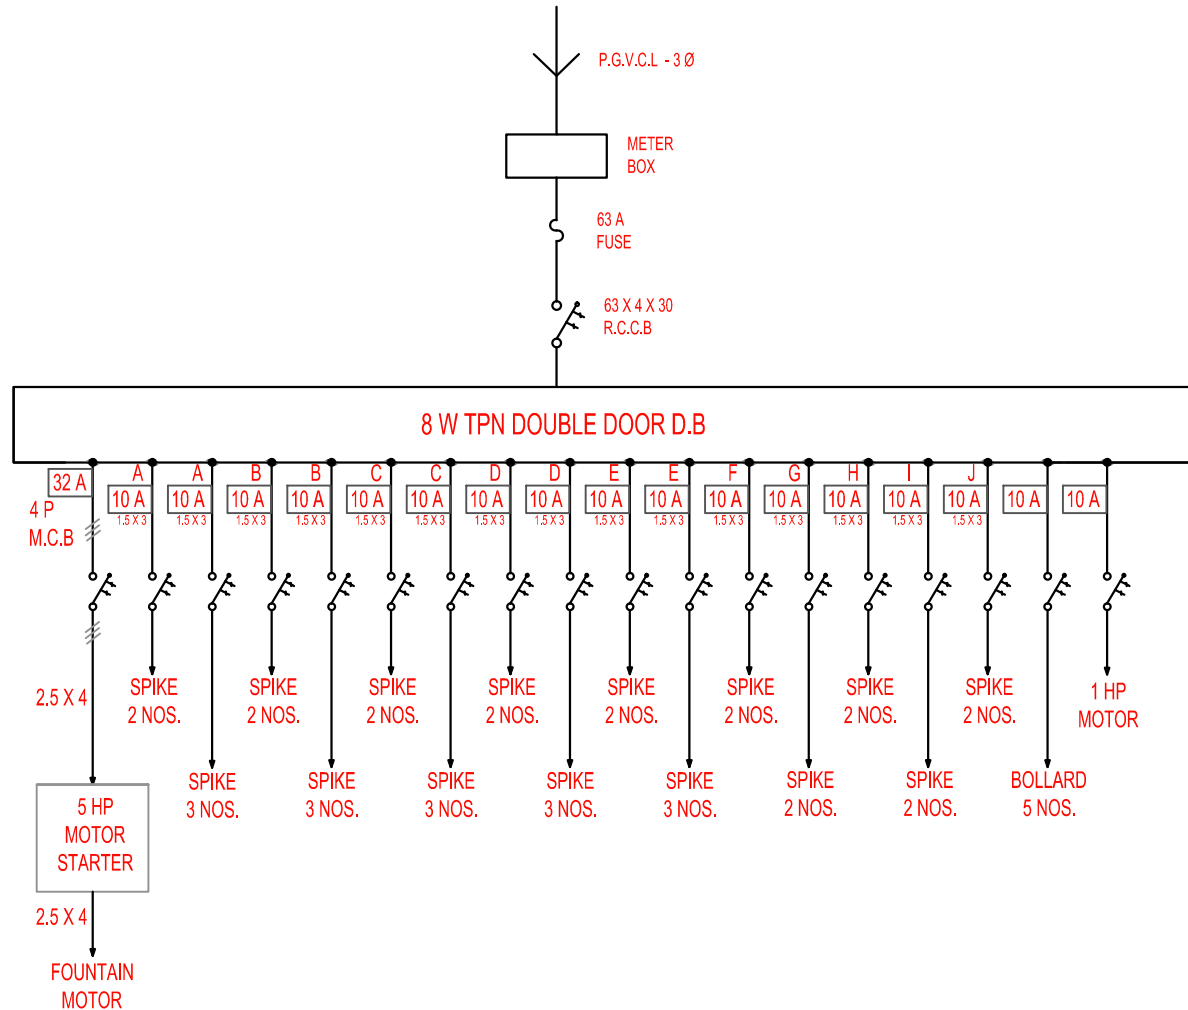 P.G.V.C.L - 3 Ø
METER
BOX
63 A
FUSE
63 X 4 X 30
R.C.C.B
8 W TPN DOUBLE DOOR D.B
A A B B C C D D E E F G H I J
32 A 10 A 10 A 10 A 10 A 10 A 10 A 10 A 10 A 10 A 10 A 10 A 10 A 10 A 10 A 10 A 10 A 10 A
4 P
M.C.B
1.5 X 3 1.5 X 3 1.5 X 3 1.5 X 3 1.5 X 3 1.5 X 3 1.5 X 3 1.5 X 3 1.5 X 3 1.5 X 3 1.5 X 3 1.5 X 3 1.5 X 3 1.5 X 3 1.5 X 3
2.5 X 4
SPIKE
2 NOS.
SPIKE
2 NOS.
SPIKE
2 NOS.
SPIKE
2 NOS.
SPIKE
2 NOS.
SPIKE
2 NOS.
SPIKE
2 NOS.
SPIKE
2 NOS.
1 HP
MOTOR
SPIKE
3 NOS.
SPIKE
3 NOS.
SPIKE
3 NOS.
SPIKE
3 NOS.
SPIKE
3 NOS.
SPIKE
2 NOS.
SPIKE
2 NOS.
BOLLARD
5 NOS.
5 HP
MOTOR
STARTER
2.5 X 4
FOUNTAIN
MOTOR